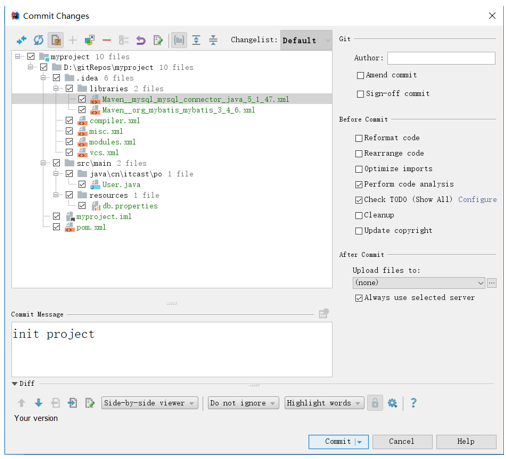 Commit Changes
Changelist: Default
myproject 10 files
D:\gitRepos\myproject 10 files
.idea 6 files
libraries 2 files
Maven__mysql_mysql_connector_java_5_1_47.xml
Maven__org_mybatis_mybatis_3_4_6.xml
compiler.xml
misc.xml
modules.xml
vcs.xml
src\main 2 files
java\cn\itcast\po 1 file
User.java
resources 1 file
db.properties
myproject.iml
pom.xml
Git
Author:
Amend commit
Sign-off commit
Before Commit
Reformat code
Rearrange code
Optimize imports
Perform code analysis
Check TODO (Show All) Configure
Cleanup
Update copyright
After Commit
Upload files to:
(none)
Always use selected server
Commit Message
init project
Diff
Side-by-side viewer Do not ignore Highlight words ?
Your version
Commit Cancel Help